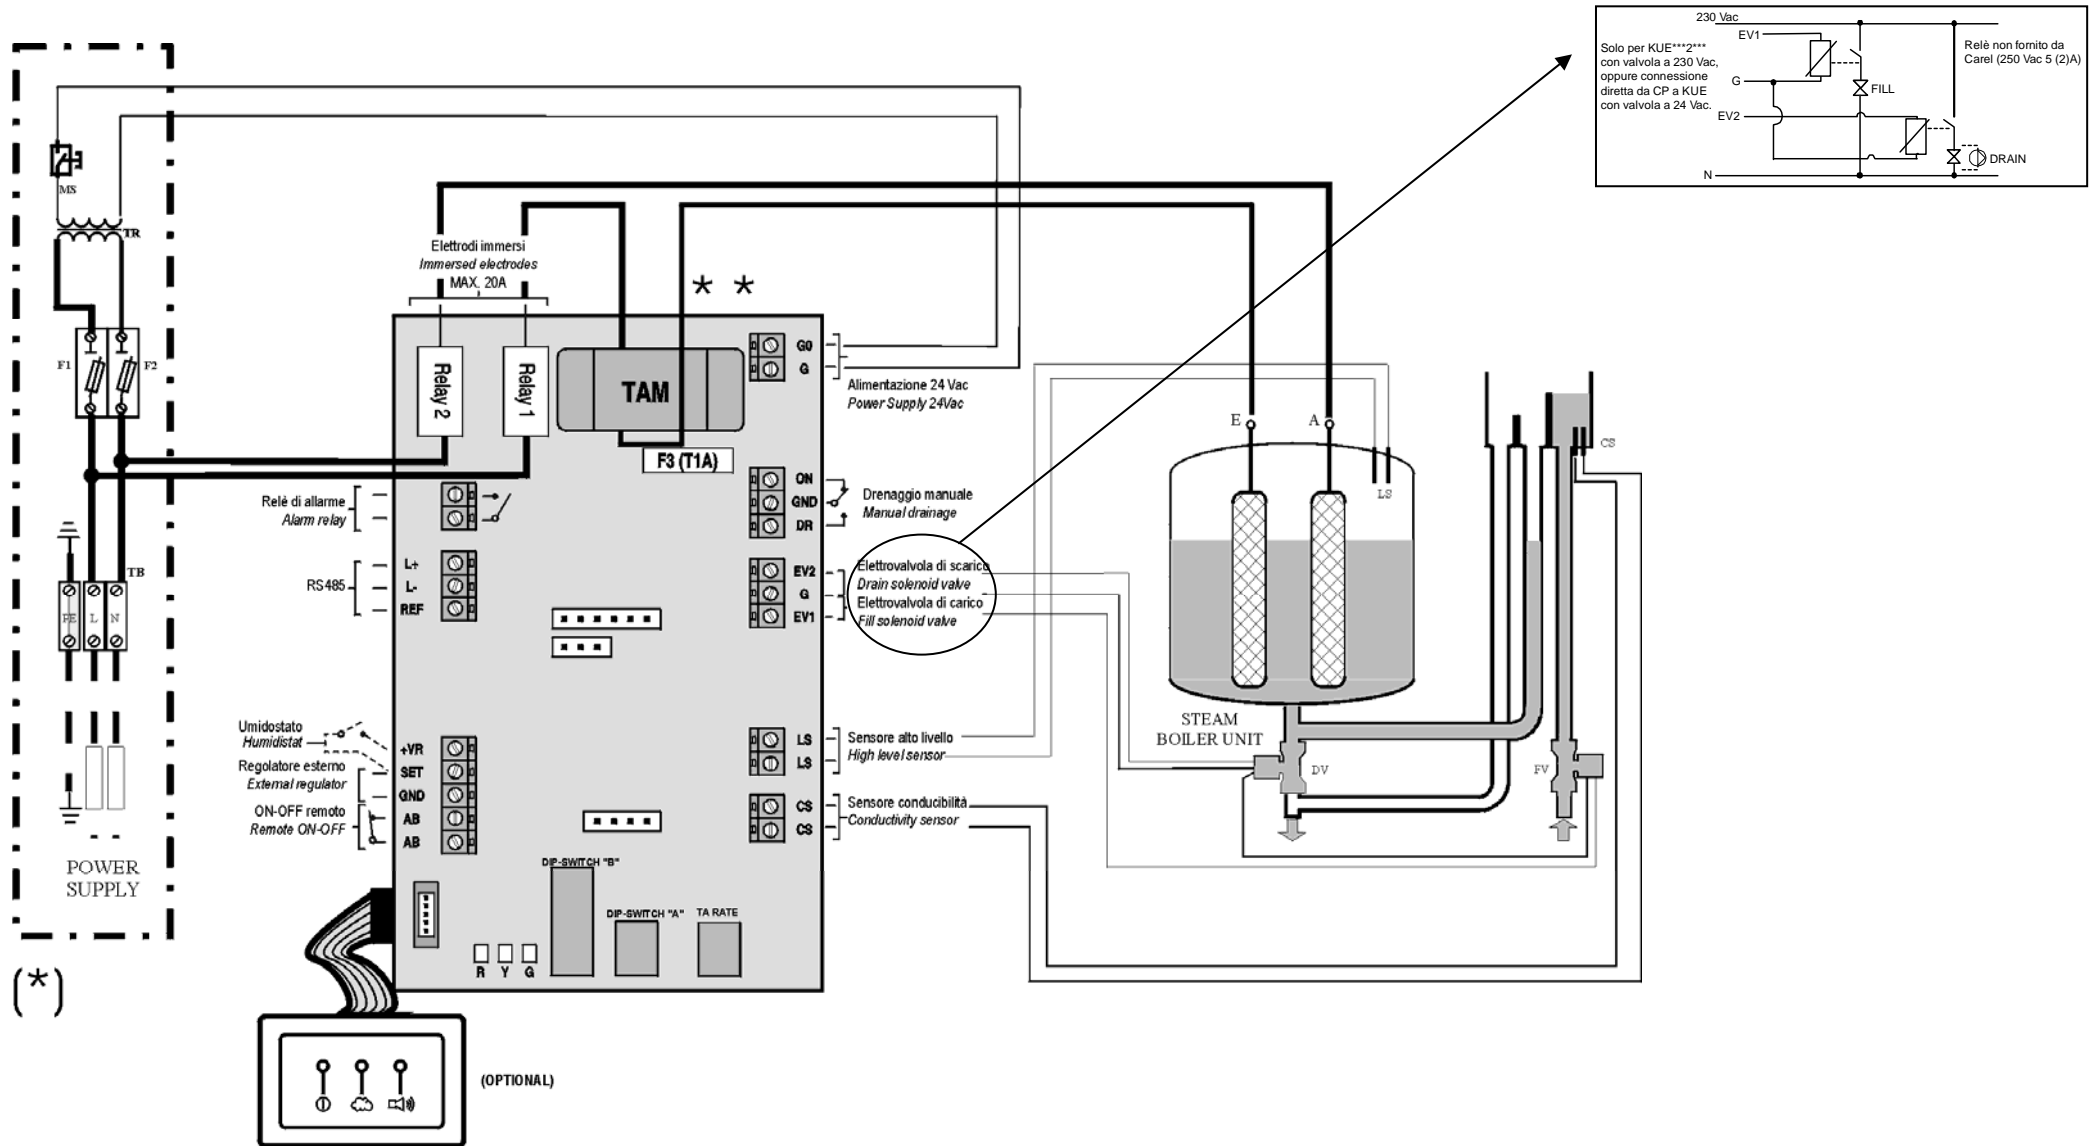 230 Vac
EV1
Solo per KUE***2***
con valvola a 230 Vac,
oppure connessione
diretta da CP a KUE
con valvola a 24 Vac.
Relè non fornito da
Carel (250 Vac 5 (2)A)
G
FILL
EV2
DRAIN
N
MS
TR
F1
F2
TB
PE
L
N
POWER
SUPPLY
(*)
Elettrodi immersi
Immersed electrodes
MAX. 20A
* *
Relay 2
Relay 1
TAM
F3 (T1A)
G0
G
Alimentazione 24 Vac
Power Supply 24Vac
Relé di allarme
Alarm relay
ON
GND
DR
Drenaggio manuale
Manual drainage
RS485
L+
L-
REF
EV2
G
EV1
Elettrovalvola di scarico
Drain solenoid valve
Elettrovalvola di carico
Fill solenoid valve
Umidostato
Humidistat
Regolatore esterno
External regulator
ON-OFF remoto
Remote ON-OFF
+VR
SET
GND
AB
AB
LS
LS
Sensore alto livello
High level sensor
CS
CS
Sensore conducibilità
Conductivity sensor
DIP-SWITCH "B"
DIP-SWITCH "A"
TA RATE
R Y G
(OPTIONAL)
E
A
LS
CS
STEAM
BOILER UNIT
DV
FV